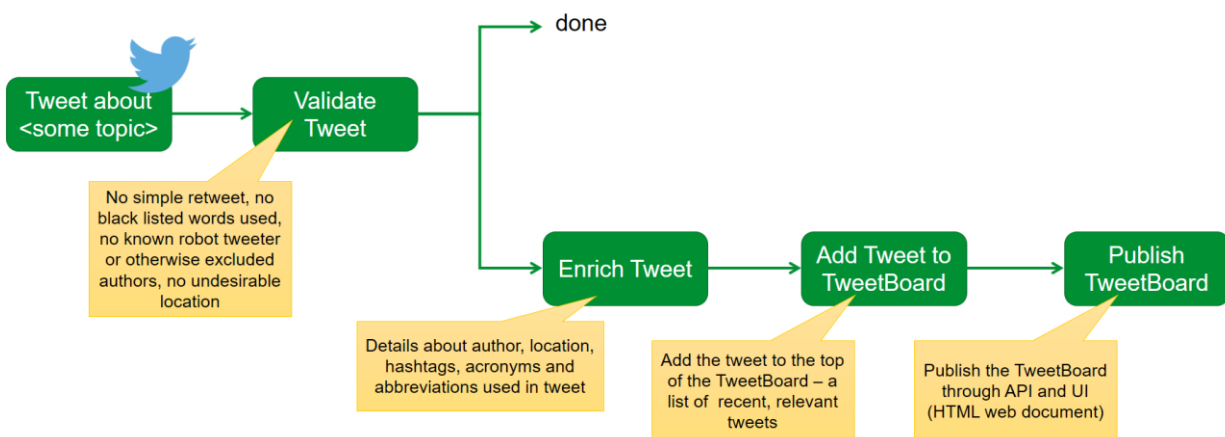 done
Tweet about
<some topic>
Validate
Tweet
No simple retweet, no
black listed words used,
no known robot tweeter
or otherwise excluded
authors, no undesirable
location
Enrich Tweet
Add Tweet to
TweetBoard
Publish
TweetBoard
Details about author, location,
hashtags, acronyms and
abbreviations used in tweet
Add the tweet to the top
of the TweetBoard – a
list of recent, relevant
tweets
Publish the TweetBoard
through API and UI
(HTML web document)